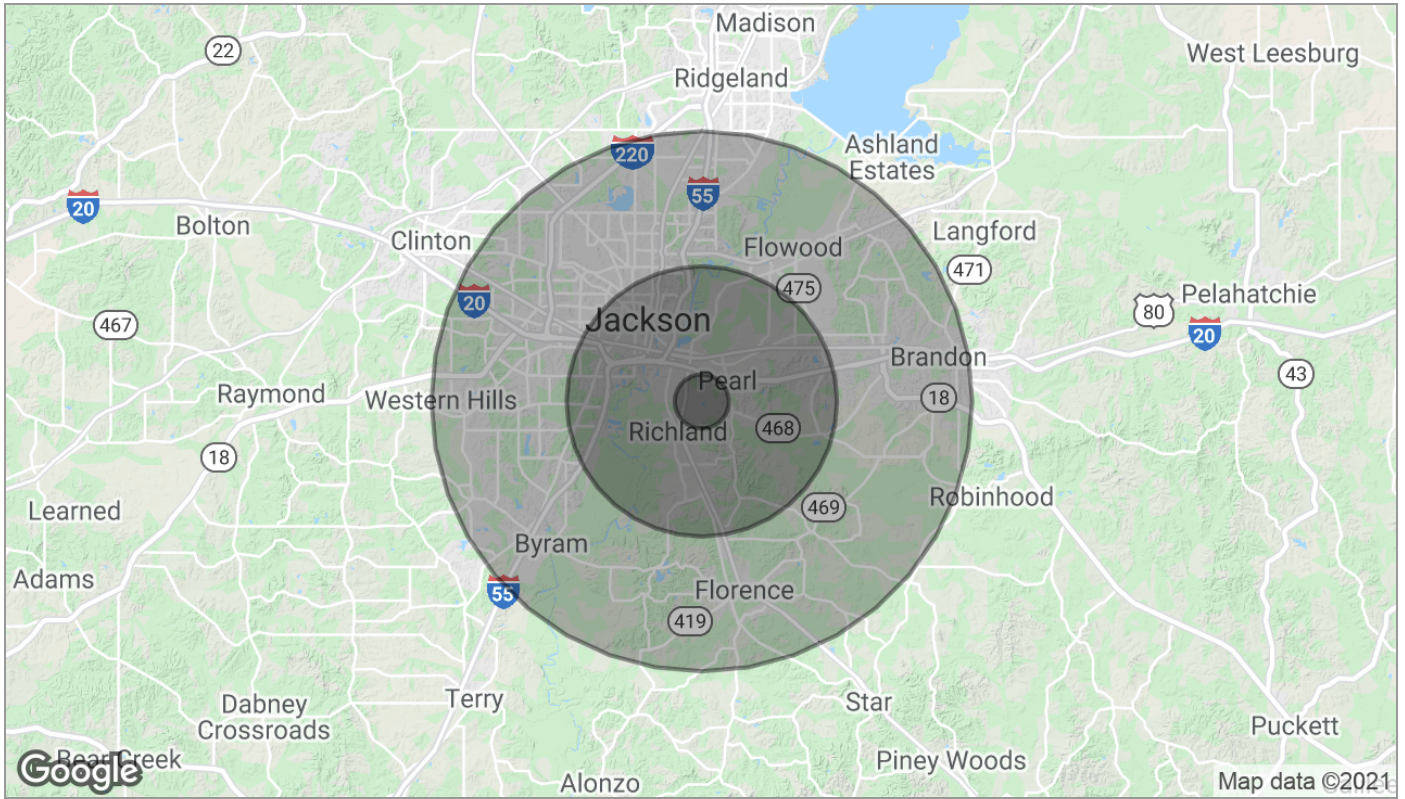 Madison
22
West Leesburg
Ridgeland
Ashland
Estates
220
55
20
Bolton
Clinton
Flowood
Langford
471
475
20
Pelahatchie
80
467
Jackson
20
Brandon
Pearl
43
Raymond
Western Hills
18
Richland
468
18
Robinhood
469
Learned
Byram
Adams
Florence
55
419
Terry
Star
Dabney
Crossroads
Puckett
Bear Creek
Piney Woods
Google
Alonzo
Map data ©2021